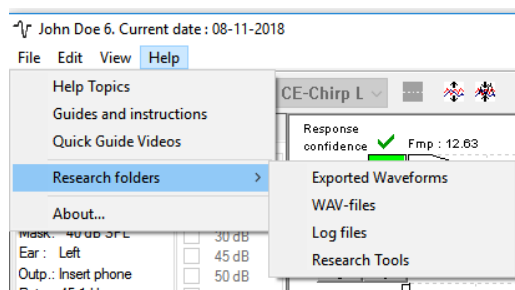 John Doe 6. Current date : 08-11-2018
File Edit View Help
Help Topics
Guides and instructions
Quick Guide Videos
Research folders
About...
CE-Chirp L
Response
confidence Fmp : 12.63
Exported Waveforms
WAV-files
Log files
Research Tools
Mask: 40 dB SPL
30 dB
Ear : Left
45 dB
Outp.: Insert phone
50 dB